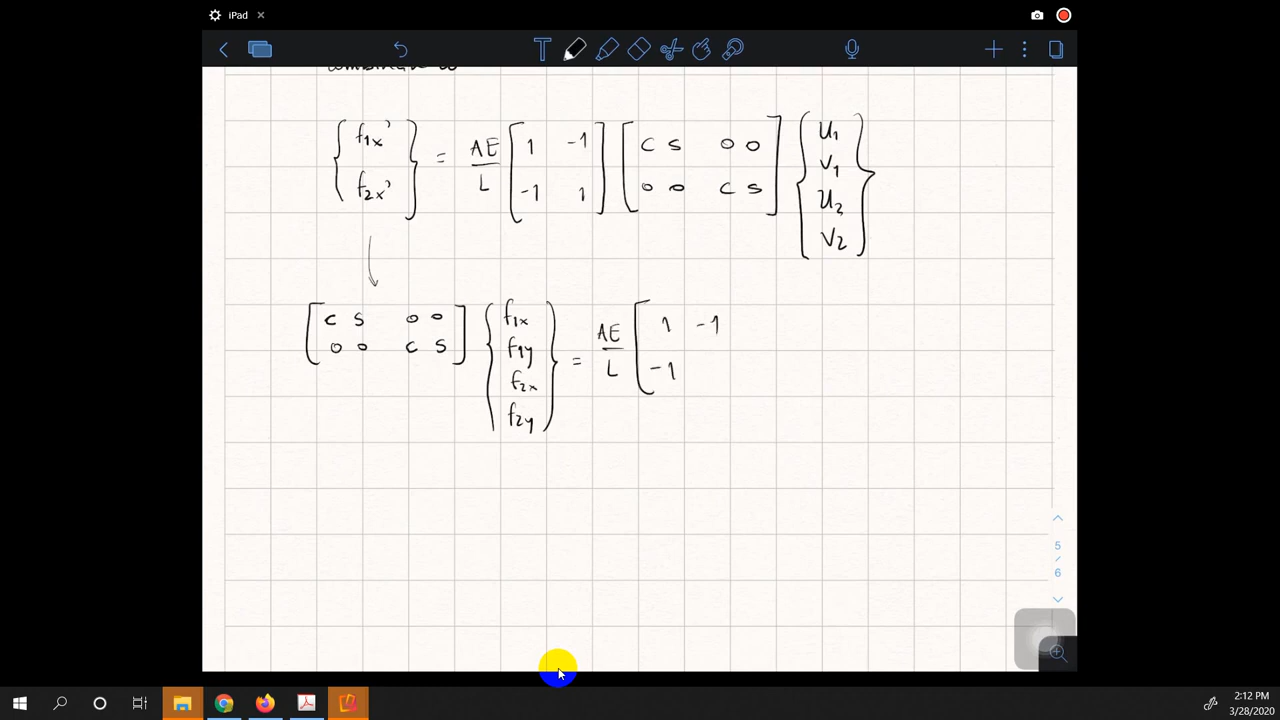 iPad
{ f1x' f2x' } = AE/L [ 1 -1 -1 1 ] [ C S 0 0 0 0 C S ] { U1 V1 U2 V2 }
[ C S 0 0 0 0 C S ] { f1x f1y f2x f2y } = AE/L [ 1 -1 -1
5
/
6
2:12 PM
3/28/2020